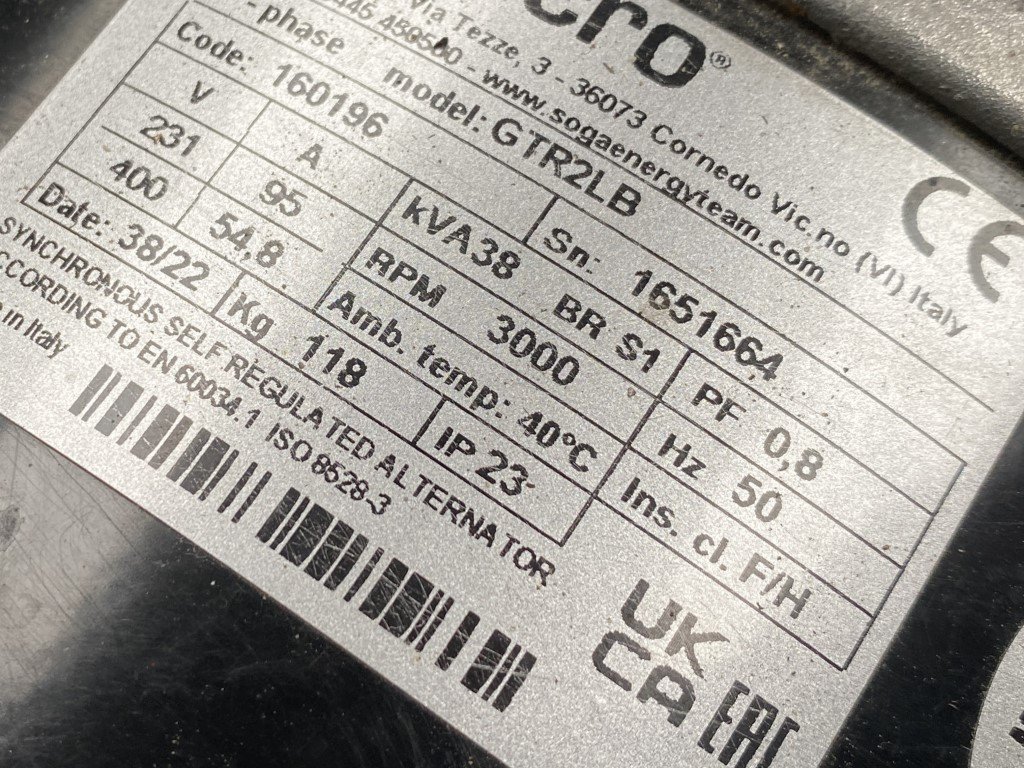 cro®
Via Tezze, 3 - 36073 Cornedo Vic.no (VI) Italy
0445 450500 - www.sogaenergyteam.com
- phase model: GTR2LB
Code: 160196 Sn: 1651664
V A KVA38 BR S1 PF 0,8
231 95 RPM 3000 Hz 50
400 54,8 Amb. temp: 40°C Ins. cl. F/H
Date: 38/22 Kg 118 IP 23
SYNCHRONOUS SELF REGULATED ALTERNATOR
ACCORDING TO EN 60034.1 ISO 8528-3
in Italy
CE
UK
CA
EAC